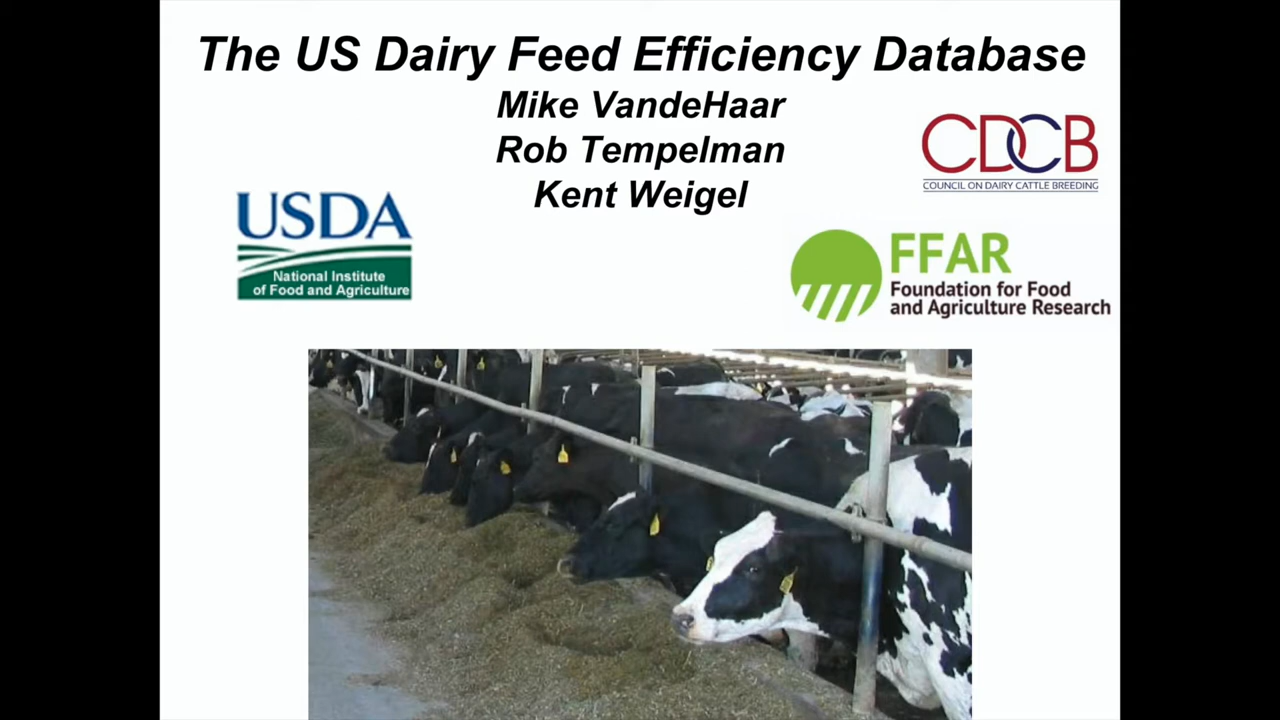 The US Dairy Feed Efficiency Database
Mike VandeHaar
Rob Tempelman
Kent Weigel
CDCB
COUNCIL ON DAIRY CATTLE BREEDING
USDA
National Institute
of Food and Agriculture
FFAR
Foundation for Food
and Agriculture Research